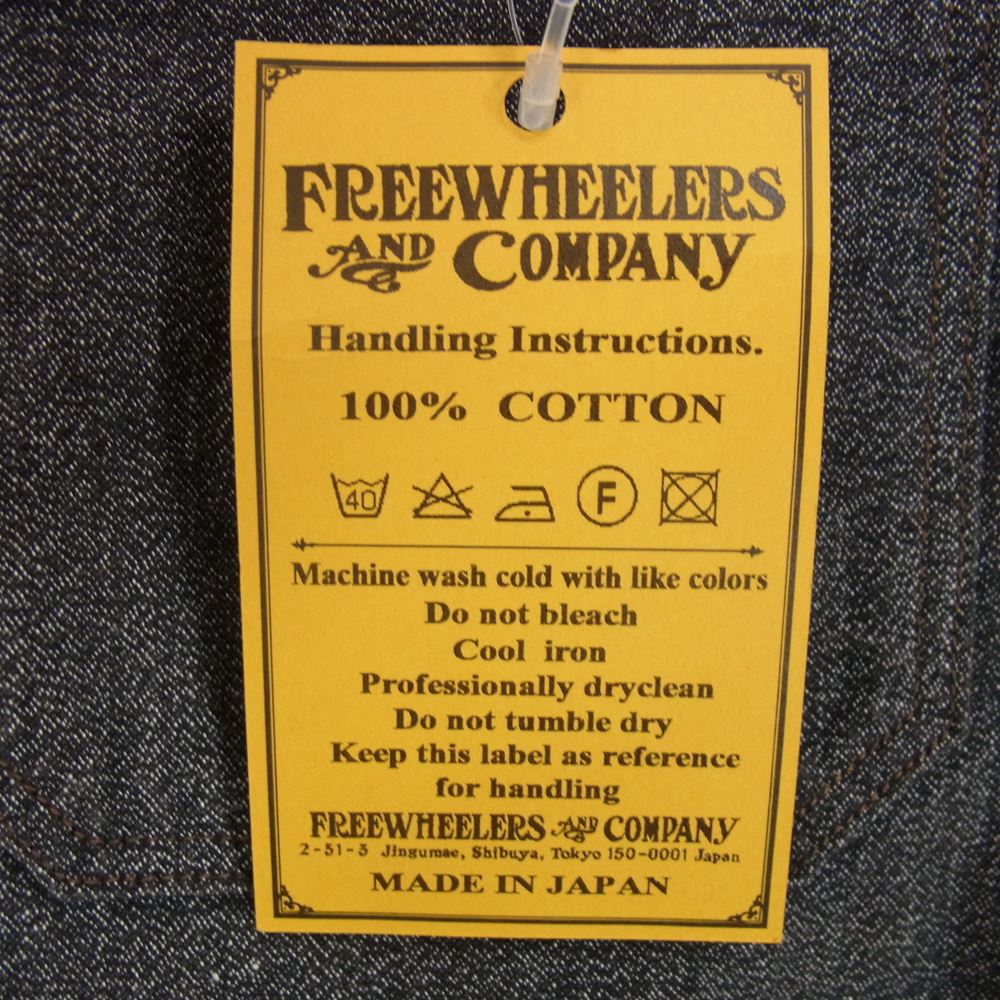 FREEWHEELERS
AND COMPANY
Handling Instructions.
100% COTTON
40 F
Machine wash cold with like colors
Do not bleach
Cool iron
Professionally dryclean
Do not tumble dry
Keep this label as reference
for handling
FREEWHEELERS AND COMPANY
2-31-3 Jingumae, Shibuya, Tokyo 150-0001 Japan
MADE IN JAPAN